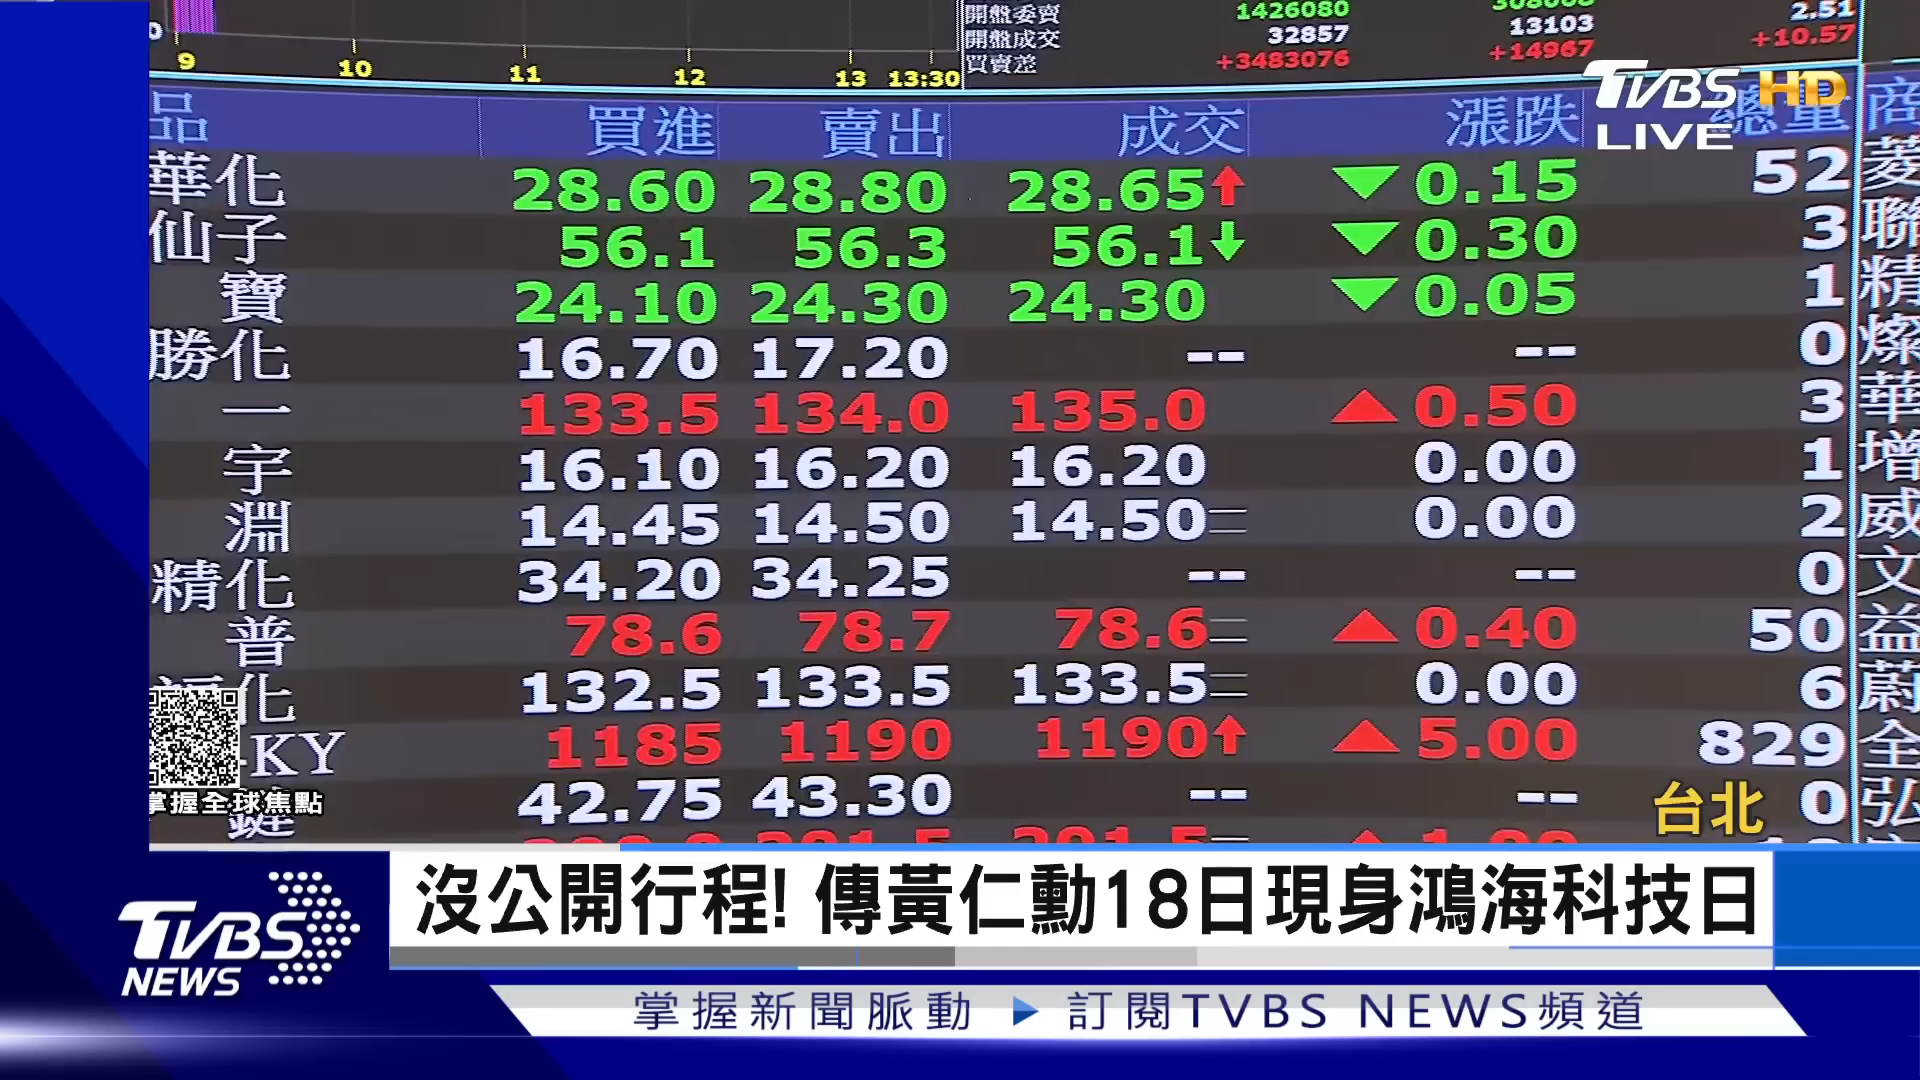 開盤委賣 1426080
開盤成交 32857 13103 2.51
買賣差 +3483076 +14967 +10.57
9 10 11 12 13 13:30
TVBS HD
LIVE
品 買進 賣出 成交 漲跌 總量 商
華化 28.60 28.80 28.65↑ ▼0.15 52 菱
仙子 56.1 56.3 56.1↓ ▼0.30 3 聯
寶 24.10 24.30 24.30 ▼0.05 1 精
勝化 16.70 17.20 -- -- 0 燦
一 133.5 134.0 135.0 ▲0.50 3 華
宇 16.10 16.20 16.20 0.00 1 增
淵 14.45 14.50 14.50= 0.00 2 威
精化 34.20 34.25 -- -- 0 文
普 78.6 78.7 78.6= ▲0.40 50 益
福化 132.5 133.5 133.5= 0.00 6 蔚
-KY 1185 1190 1190↑ ▲5.00 829 全
42.75 43.30 -- -- 0 弘
掌握全球焦點
台北
沒公開行程! 傳黃仁勳18日現身鴻海科技日
TVBS NEWS
掌握新聞脈動 ▶ 訂閱TVBS NEWS頻道